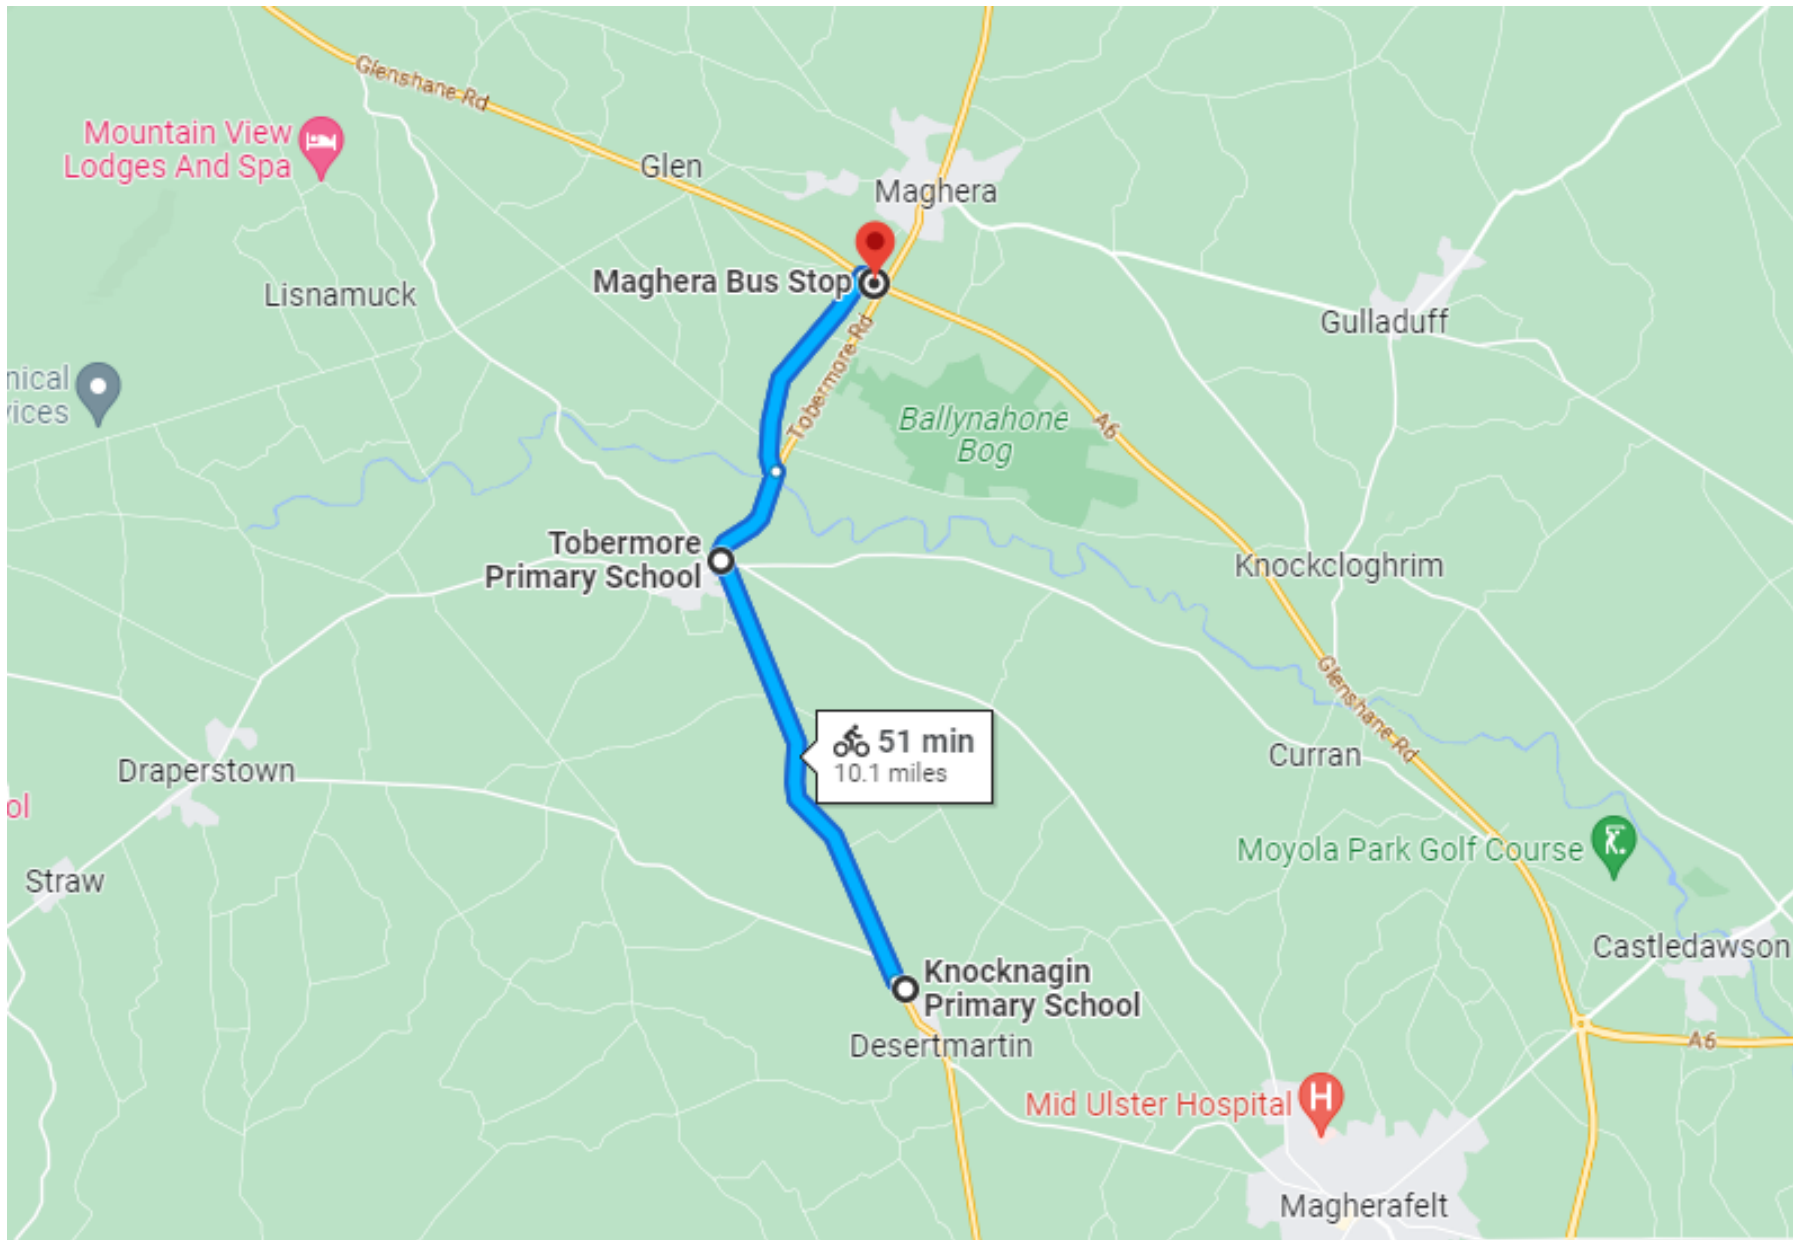 Glenshane Rd
Mountain View
Lodges And Spa
Glen
Maghera
Maghera Bus Stop
Lisnamuck
Gulladuff
Tobermore Rd
nical
vices
Ballynahone
Bog
A6
Tobermore
Primary School
Knockcloghrim
Glenshane Rd
51 min
10.1 miles
Curran
Draperstown
ol
Moyola Park Golf Course
Straw
Castledawson
Knocknagin
Primary School
Desertmartin
A6
Mid Ulster Hospital
H
Magherafelt